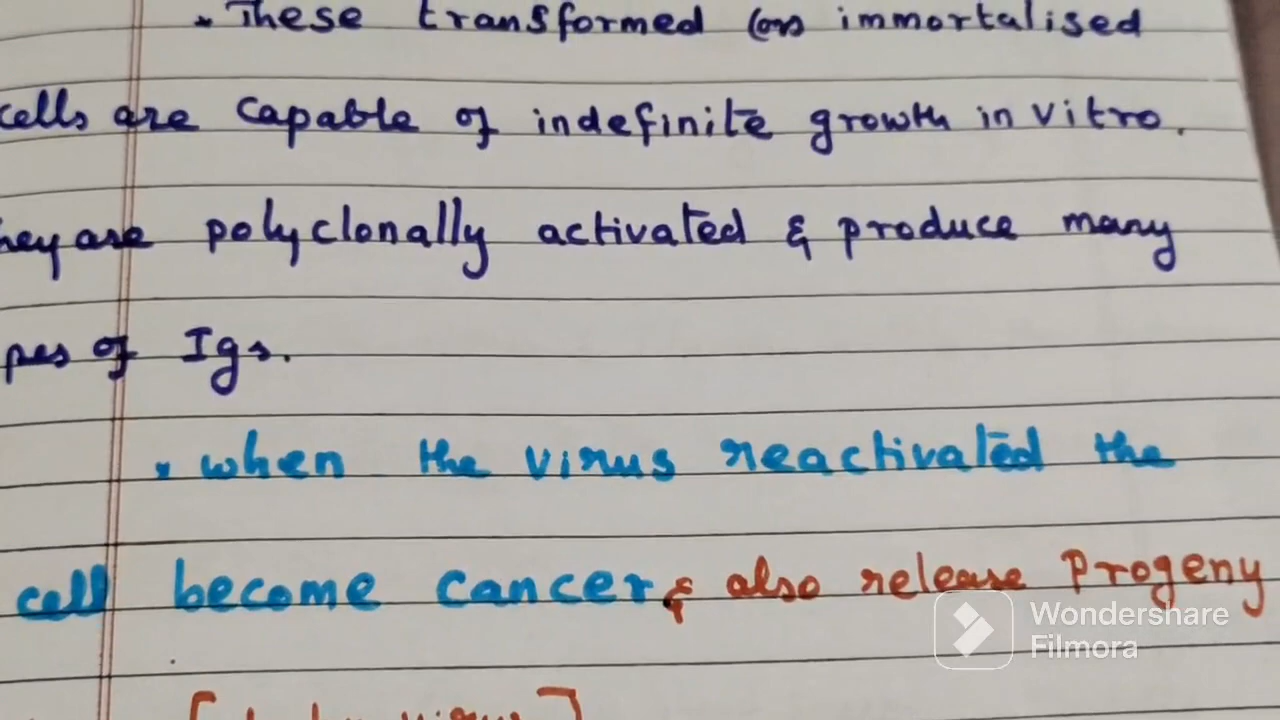 * These transformed (or) immortalised
cells are capable of indefinite growth in vitro.
hey are polyclonally activated & produce many
pes of Igs.
* when the virus reactivated the
cell become cancer & also release Progeny
Wondershare
Filmora